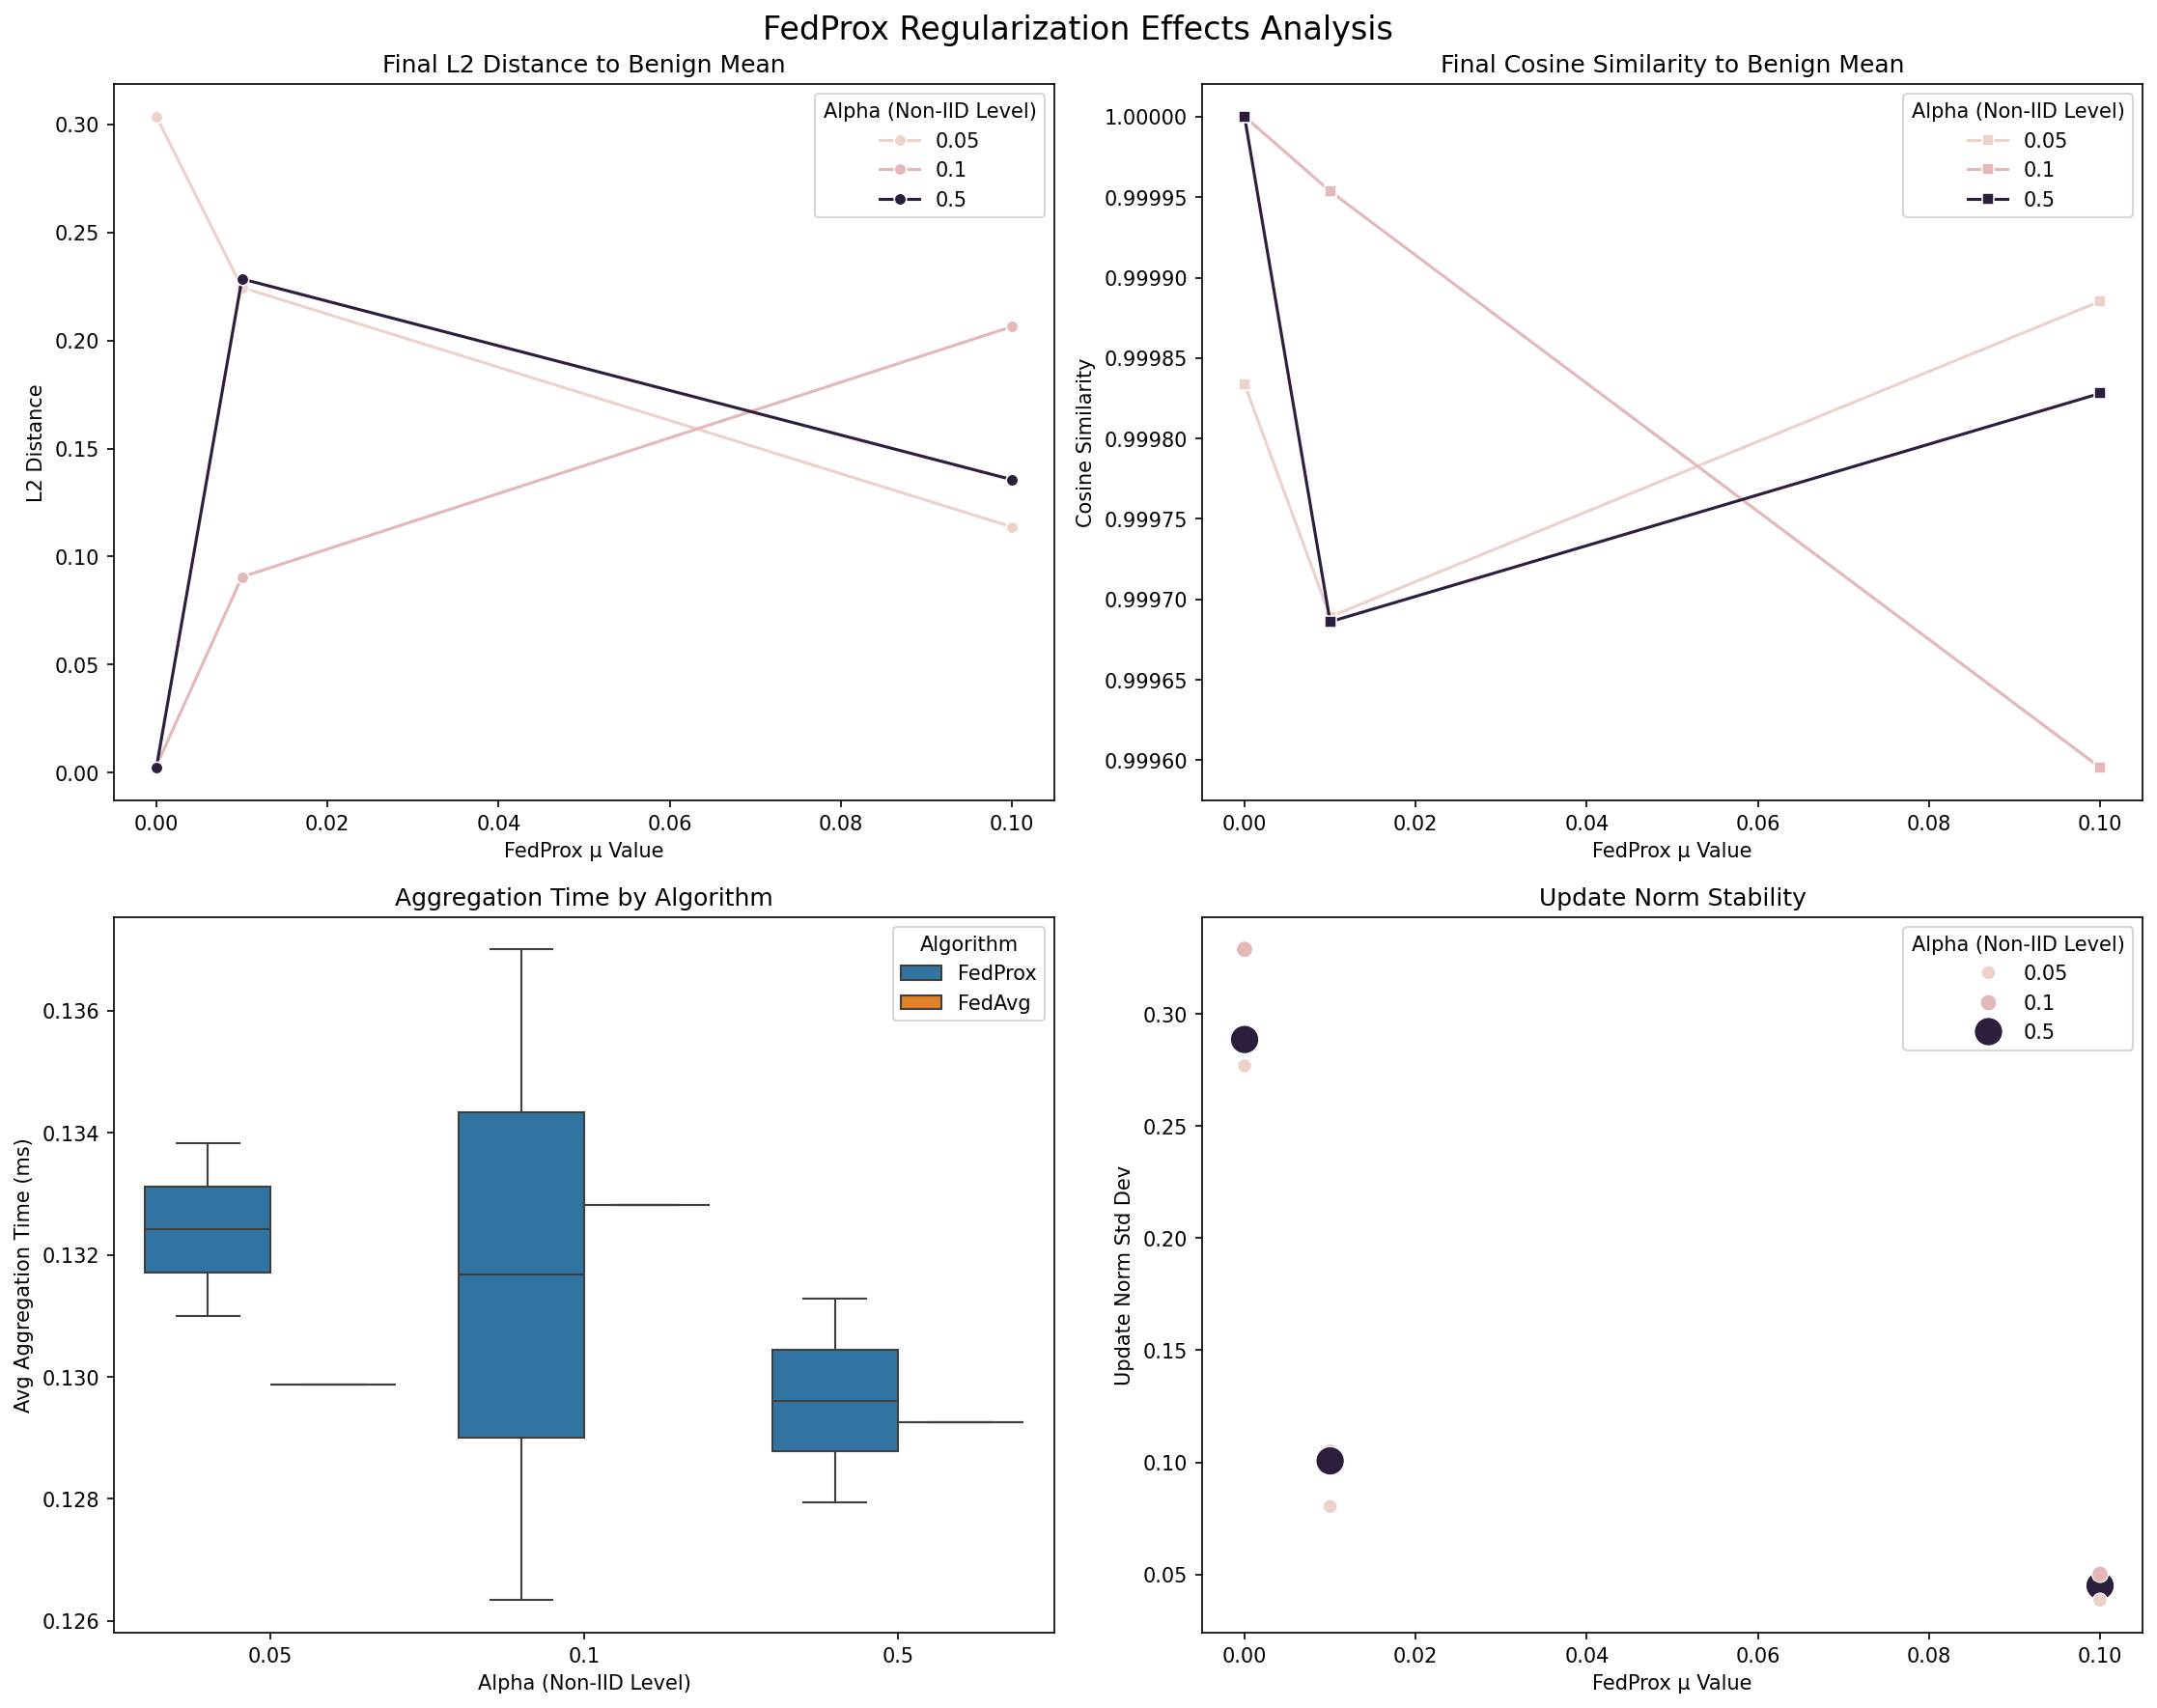 FedProx Regularization Effects Analysis
Final L2 Distance to Benign Mean
L2 Distance
0.30
0.25
0.20
0.15
0.10
0.05
0.00
Alpha (Non-IID Level)
0.05
0.1
0.5
0.00 0.02 0.04 0.06 0.08 0.10
FedProx μ Value
Final Cosine Similarity to Benign Mean
Cosine Similarity
1.00000
0.99995
0.99990
0.99985
0.99980
0.99975
0.99970
0.99965
0.99960
Alpha (Non-IID Level)
0.05
0.1
0.5
0.00 0.02 0.04 0.06 0.08 0.10
FedProx μ Value
Aggregation Time by Algorithm
Avg Aggregation Time (ms)
0.136
0.134
0.132
0.130
0.128
0.126
Algorithm
FedProx
FedAvg
0.05 0.1 0.5
Alpha (Non-IID Level)
Update Norm Stability
Update Norm Std Dev
0.30
0.25
0.20
0.15
0.10
0.05
Alpha (Non-IID Level)
0.05
0.1
0.5
0.00 0.02 0.04 0.06 0.08 0.10
FedProx μ Value